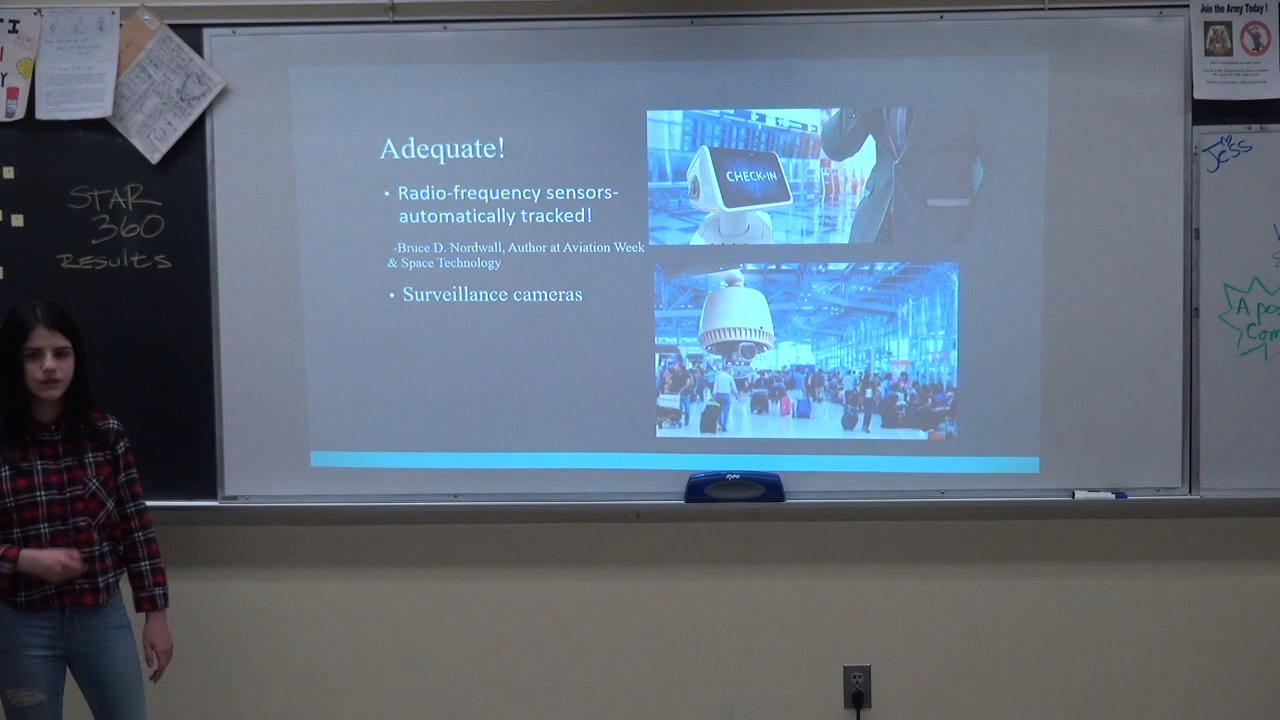 Adequate!
• Radio-frequency sensors-
automatically tracked!
-Bruce D. Nordwall, Author at Aviation Week
& Space Technology
• Surveillance cameras
CHECK-IN
STAR
360
RESULTS
Join the Army Today !
Jess
EXPO